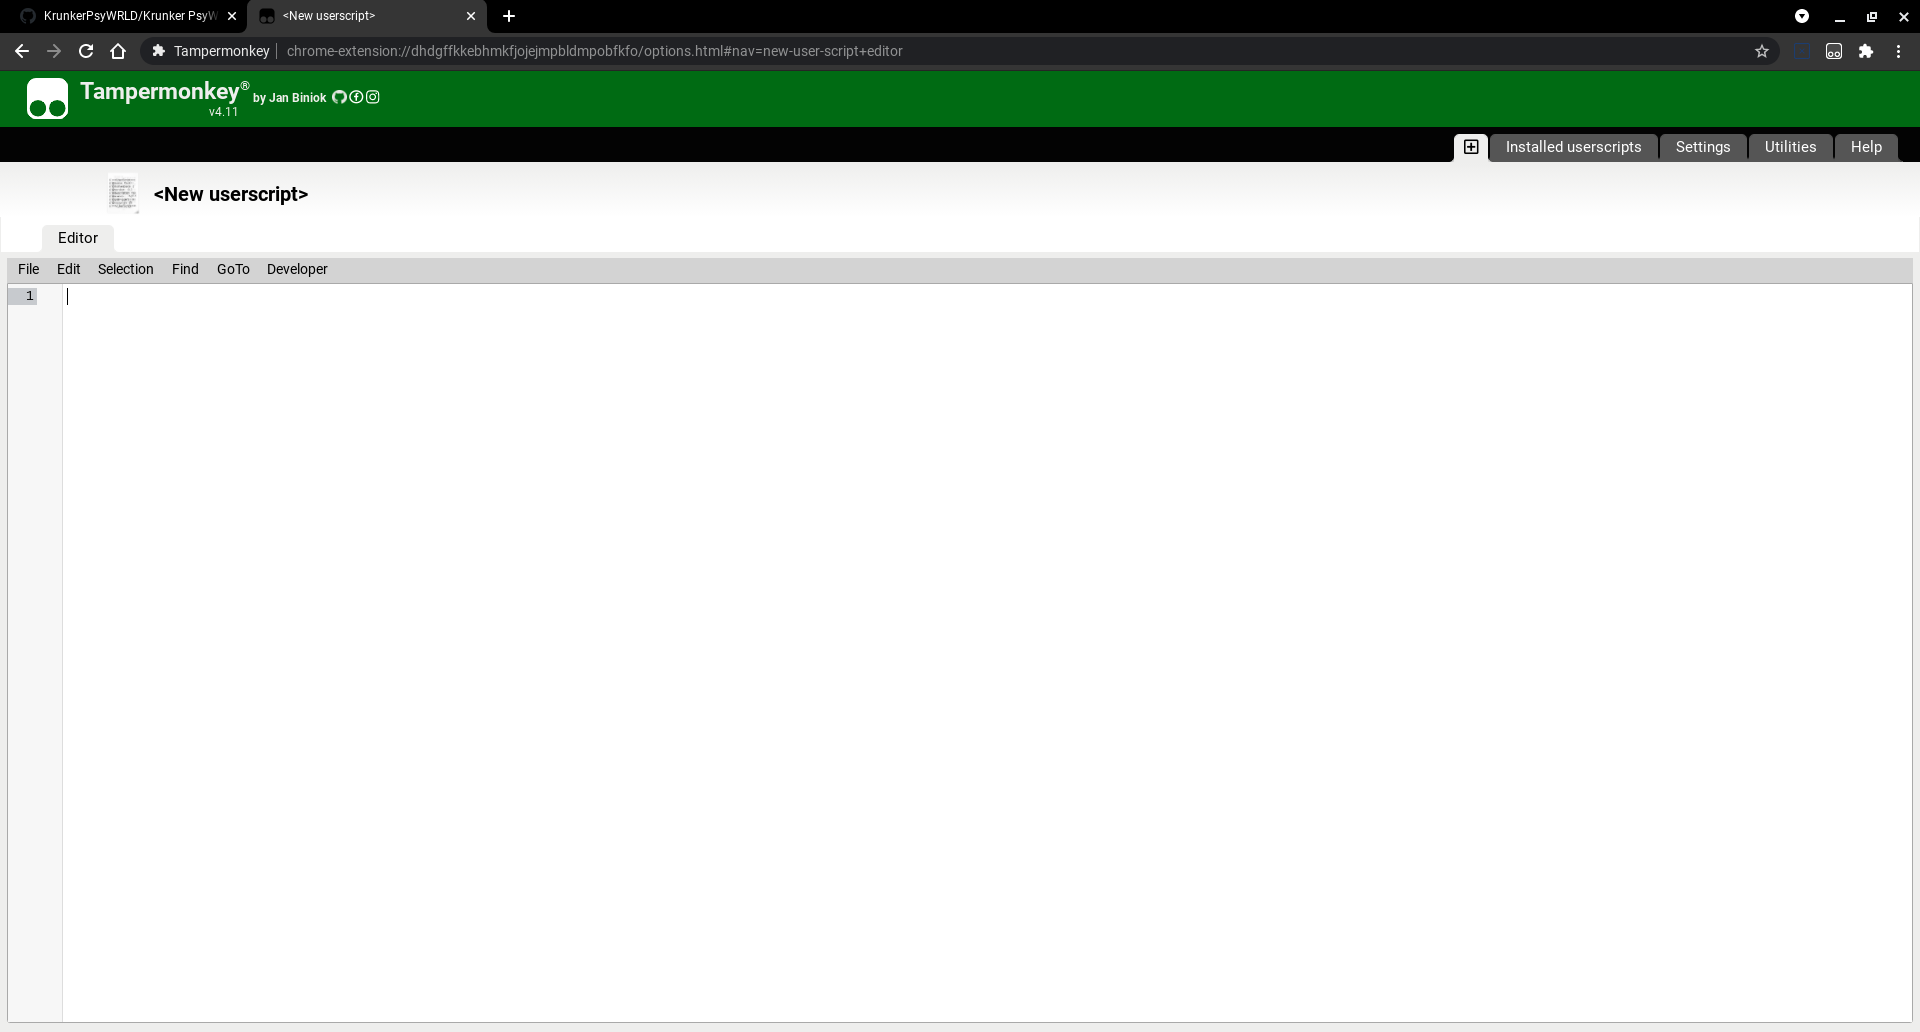 KrunkerPsyWRLD/Krunker PsyW
<New userscript>
Tampermonkey
chrome-extension://dhdgffkkebhmkfjojejmpbldmpobfkfo/options.html#nav=new-user-script+editor
Tampermonkey® by Jan Biniok
v4.11
Installed userscripts
Settings
Utilities
Help
<New userscript>
Editor
File Edit Selection Find GoTo Developer
1